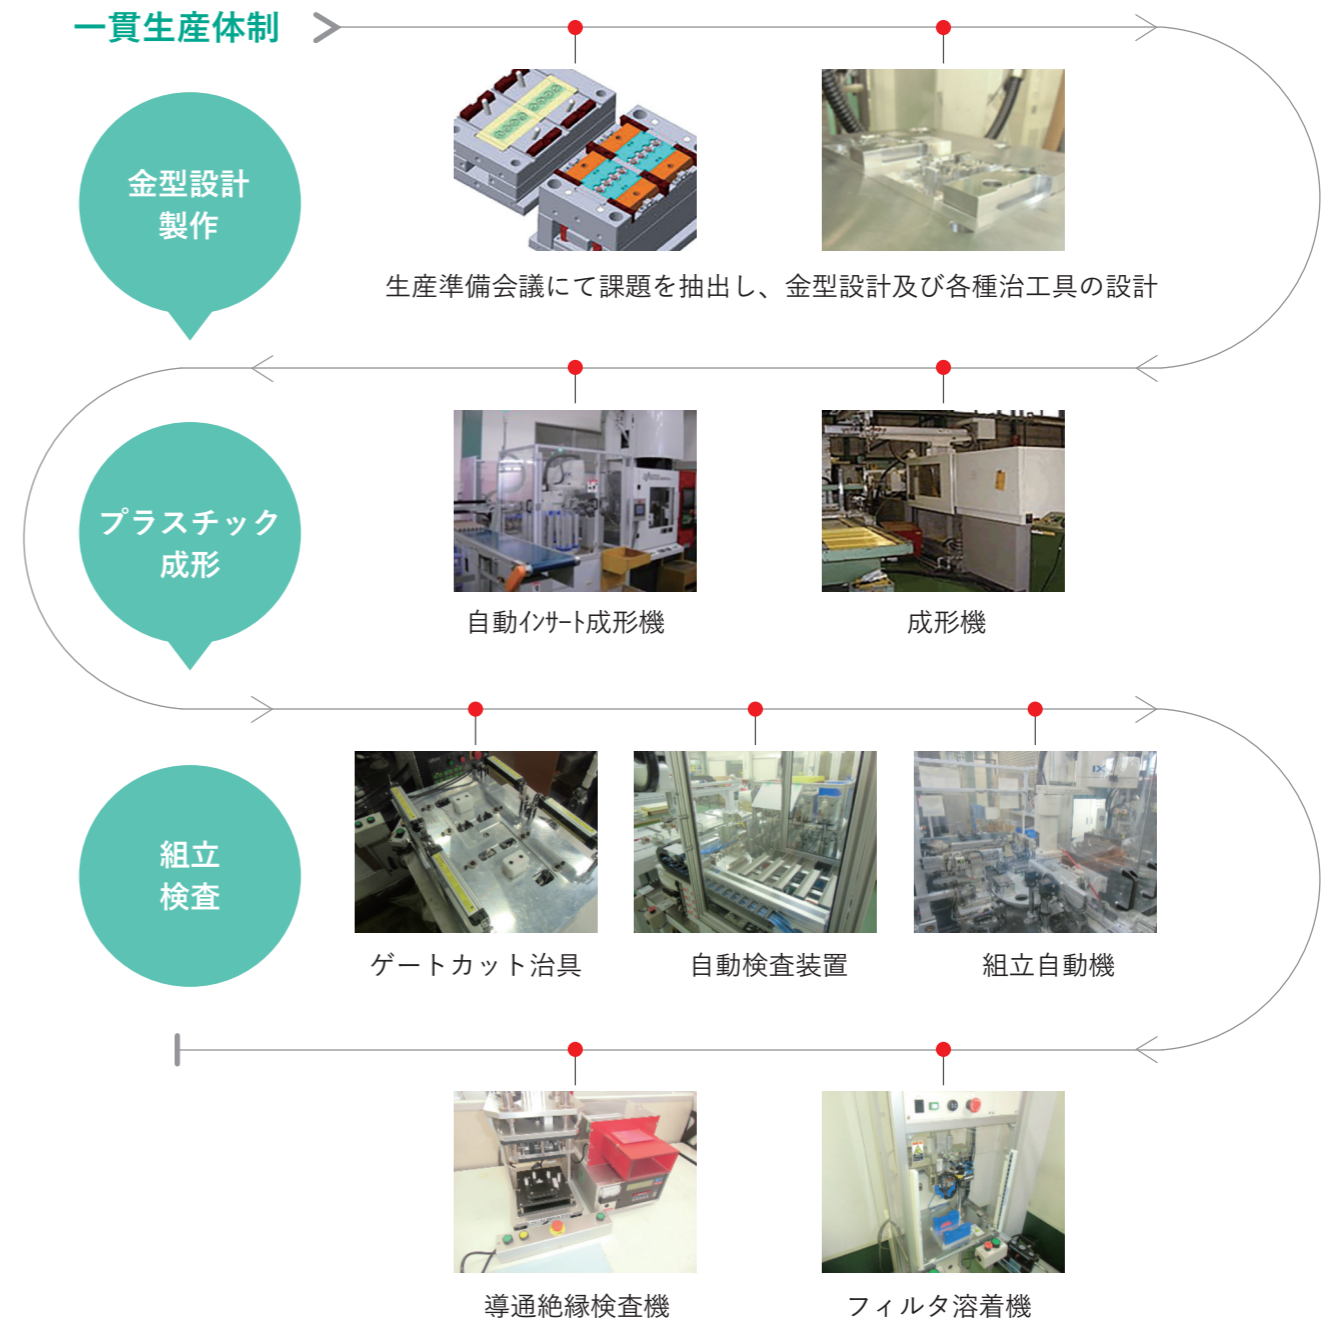 一貫生産体制
金型設計
製作
生産準備会議にて課題を抽出し、金型設計及び各種治工具の設計
プラスチック
成形
自動インサート成形機
成形機
組立
検査
ゲートカット治具
自動検査装置
組立自動機
IX
導通絶縁検査機
フィルタ溶着機